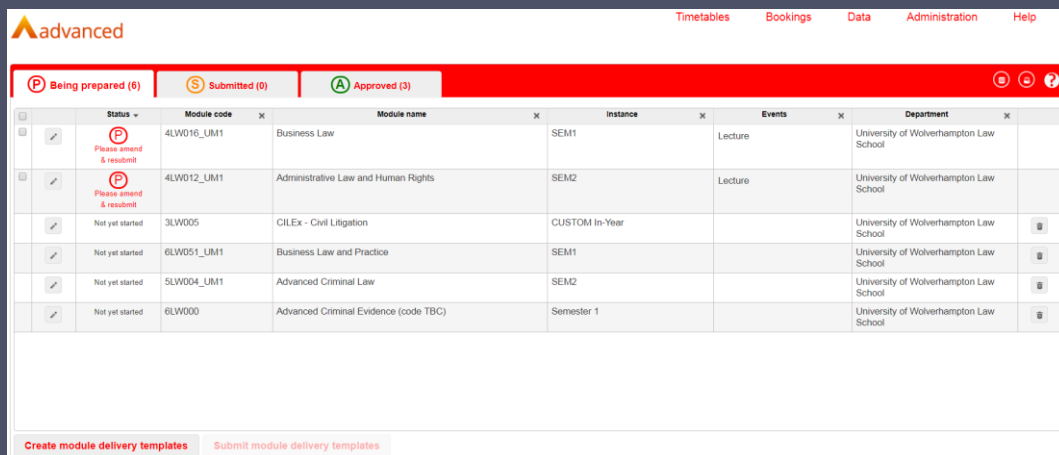 advanced
Timetables Bookings Data Administration Help
P Being prepared (6) S Submitted (0) A Approved (3) ?
Status Module code Module name Instance Events Department
P 4LW016_UM1 Business Law SEM1 Lecture University of Wolverhampton Law
Please amend School
& resubmit
P 4LW012_UM1 Administrative Law and Human Rights SEM2 Lecture University of Wolverhampton Law
Please amend School
& resubmit
Not yet started 3LW005 CILEx - Civil Litigation CUSTOM In-Year University of Wolverhampton Law
School
Not yet started 6LW051_UM1 Business Law and Practice SEM1 University of Wolverhampton Law
School
Not yet started 5LW004_UM1 Advanced Criminal Law SEM2 University of Wolverhampton Law
School
Not yet started 6LW000 Advanced Criminal Evidence (code TBC) Semester 1 University of Wolverhampton Law
School
Create module delivery templates Submit module delivery templates